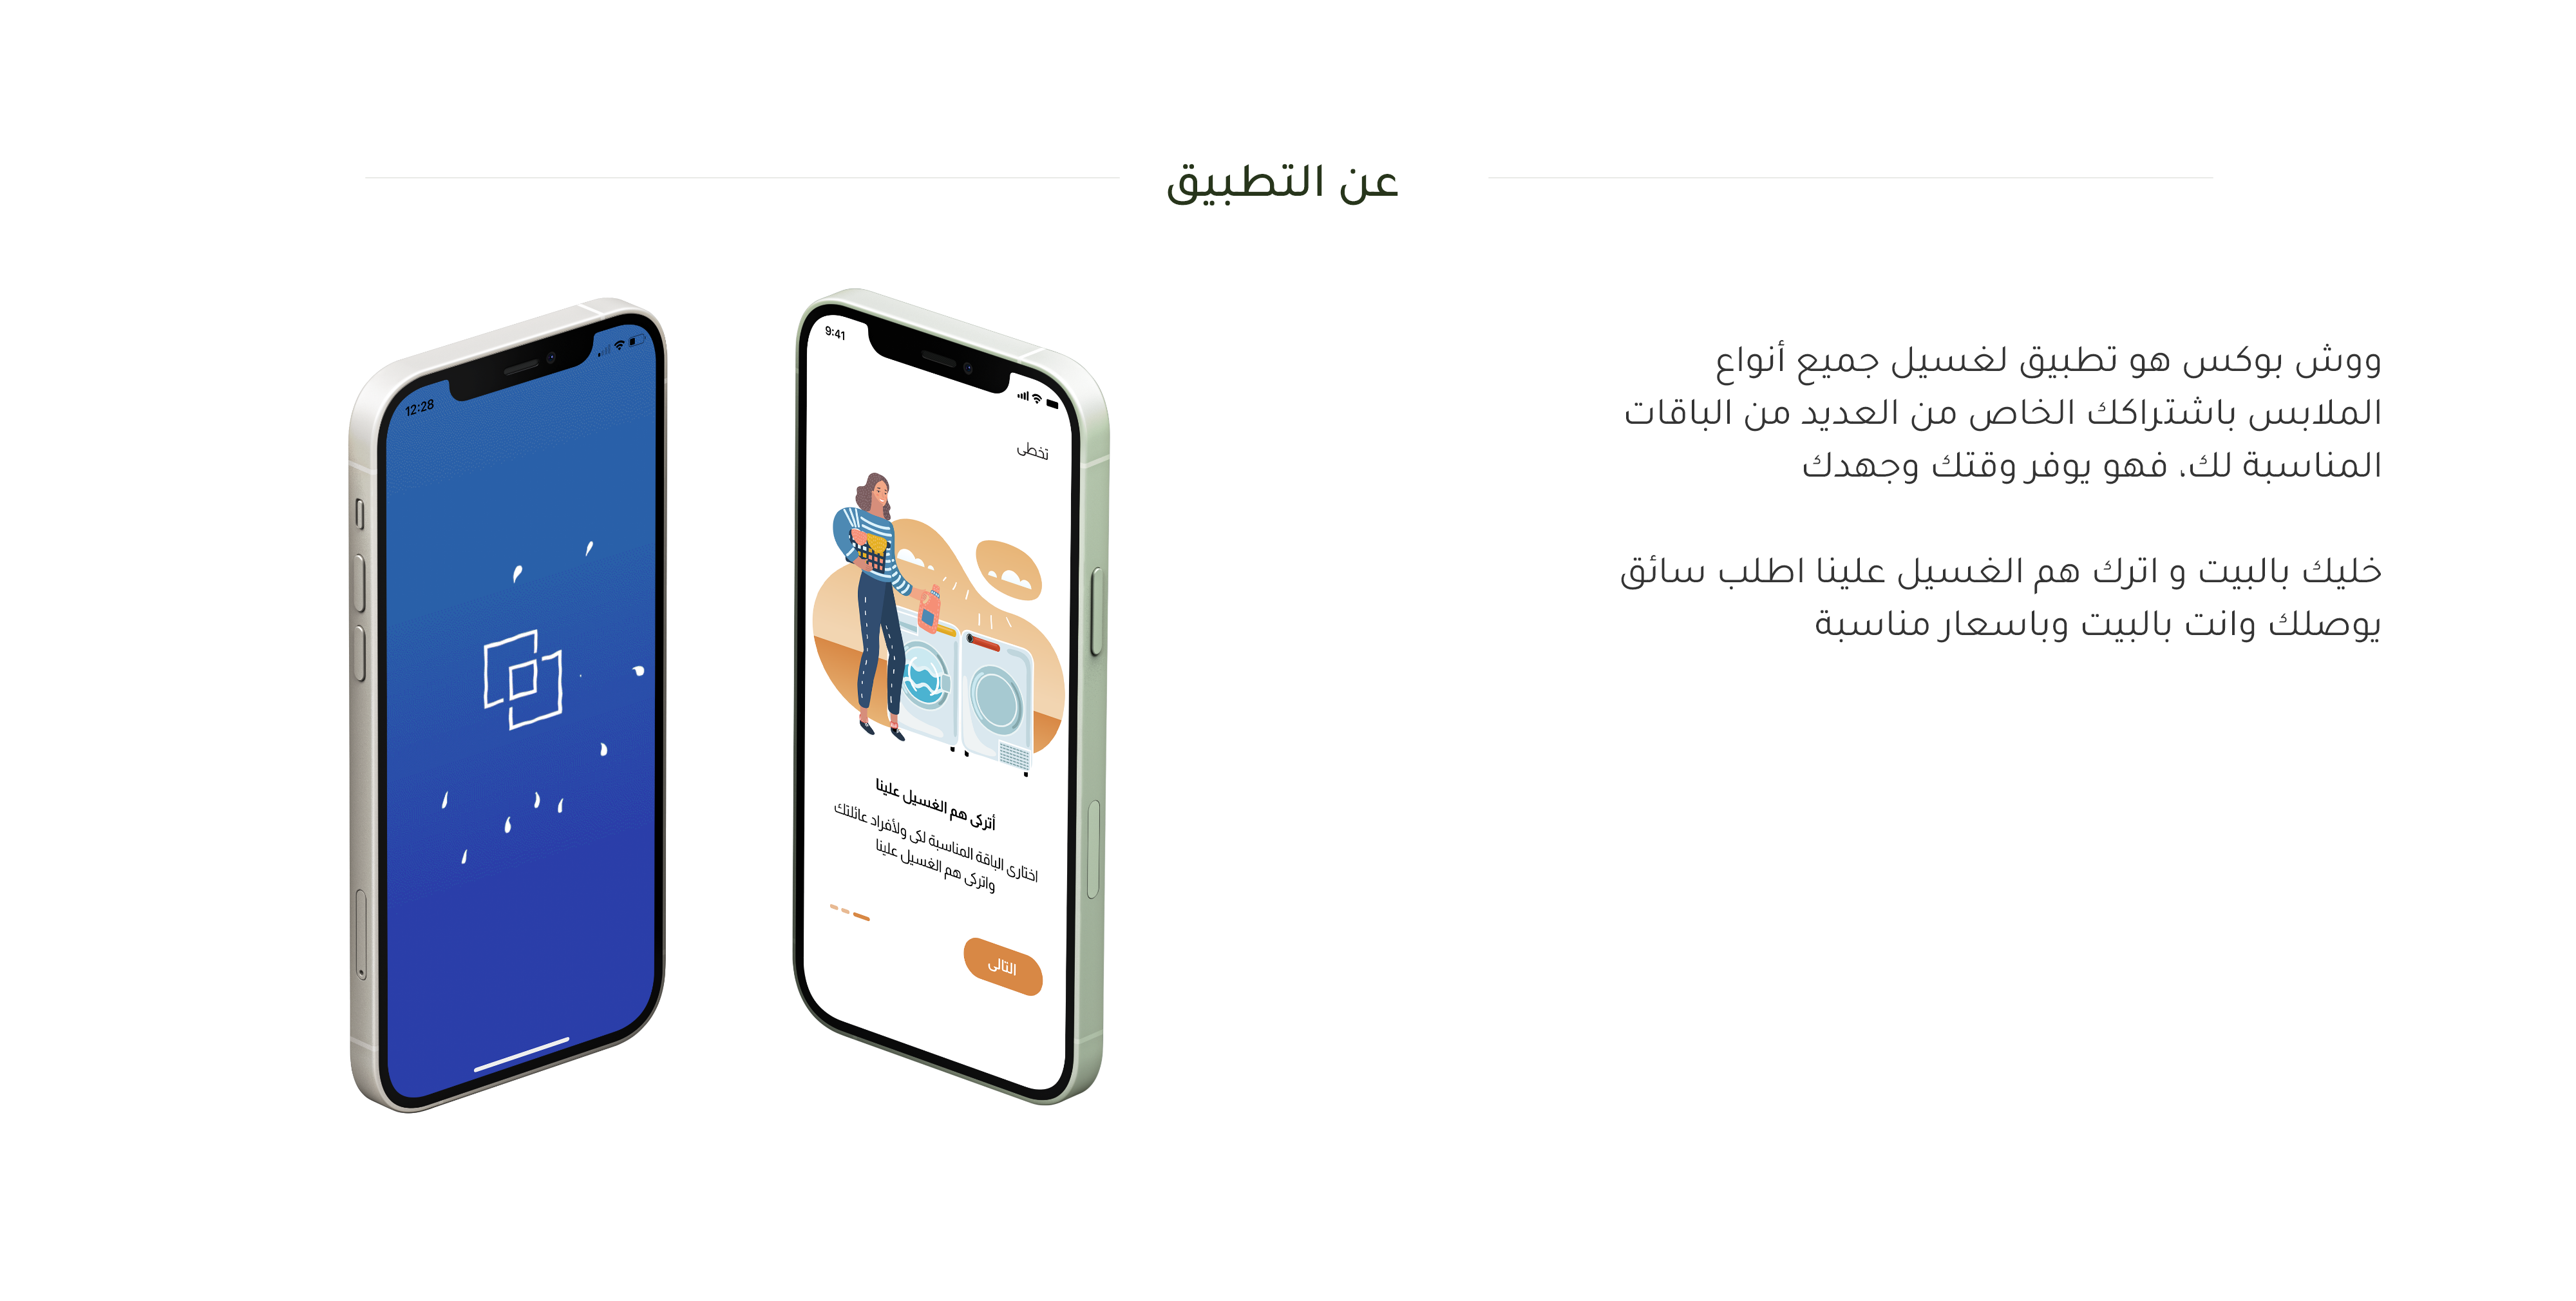 عن التطبيق
ووش بوكس هو تطبيق لغسيل جميع أنواع
الملابس باشتراكك الخاص من العديد من الباقات
المناسبة لك، فهو يوفر وقتك وجهدك
خليك بالبيت و اترك هم الغسيل علينا اطلب سائق
يوصلك وانت بالبيت وباسعار مناسبة
9:41
تخطى
أتركى هم الغسيل علينا
اختارى الباقة المناسبة لكى ولأفراد عائلتك
واتركى هم الغسيل علينا
التالى
12:28